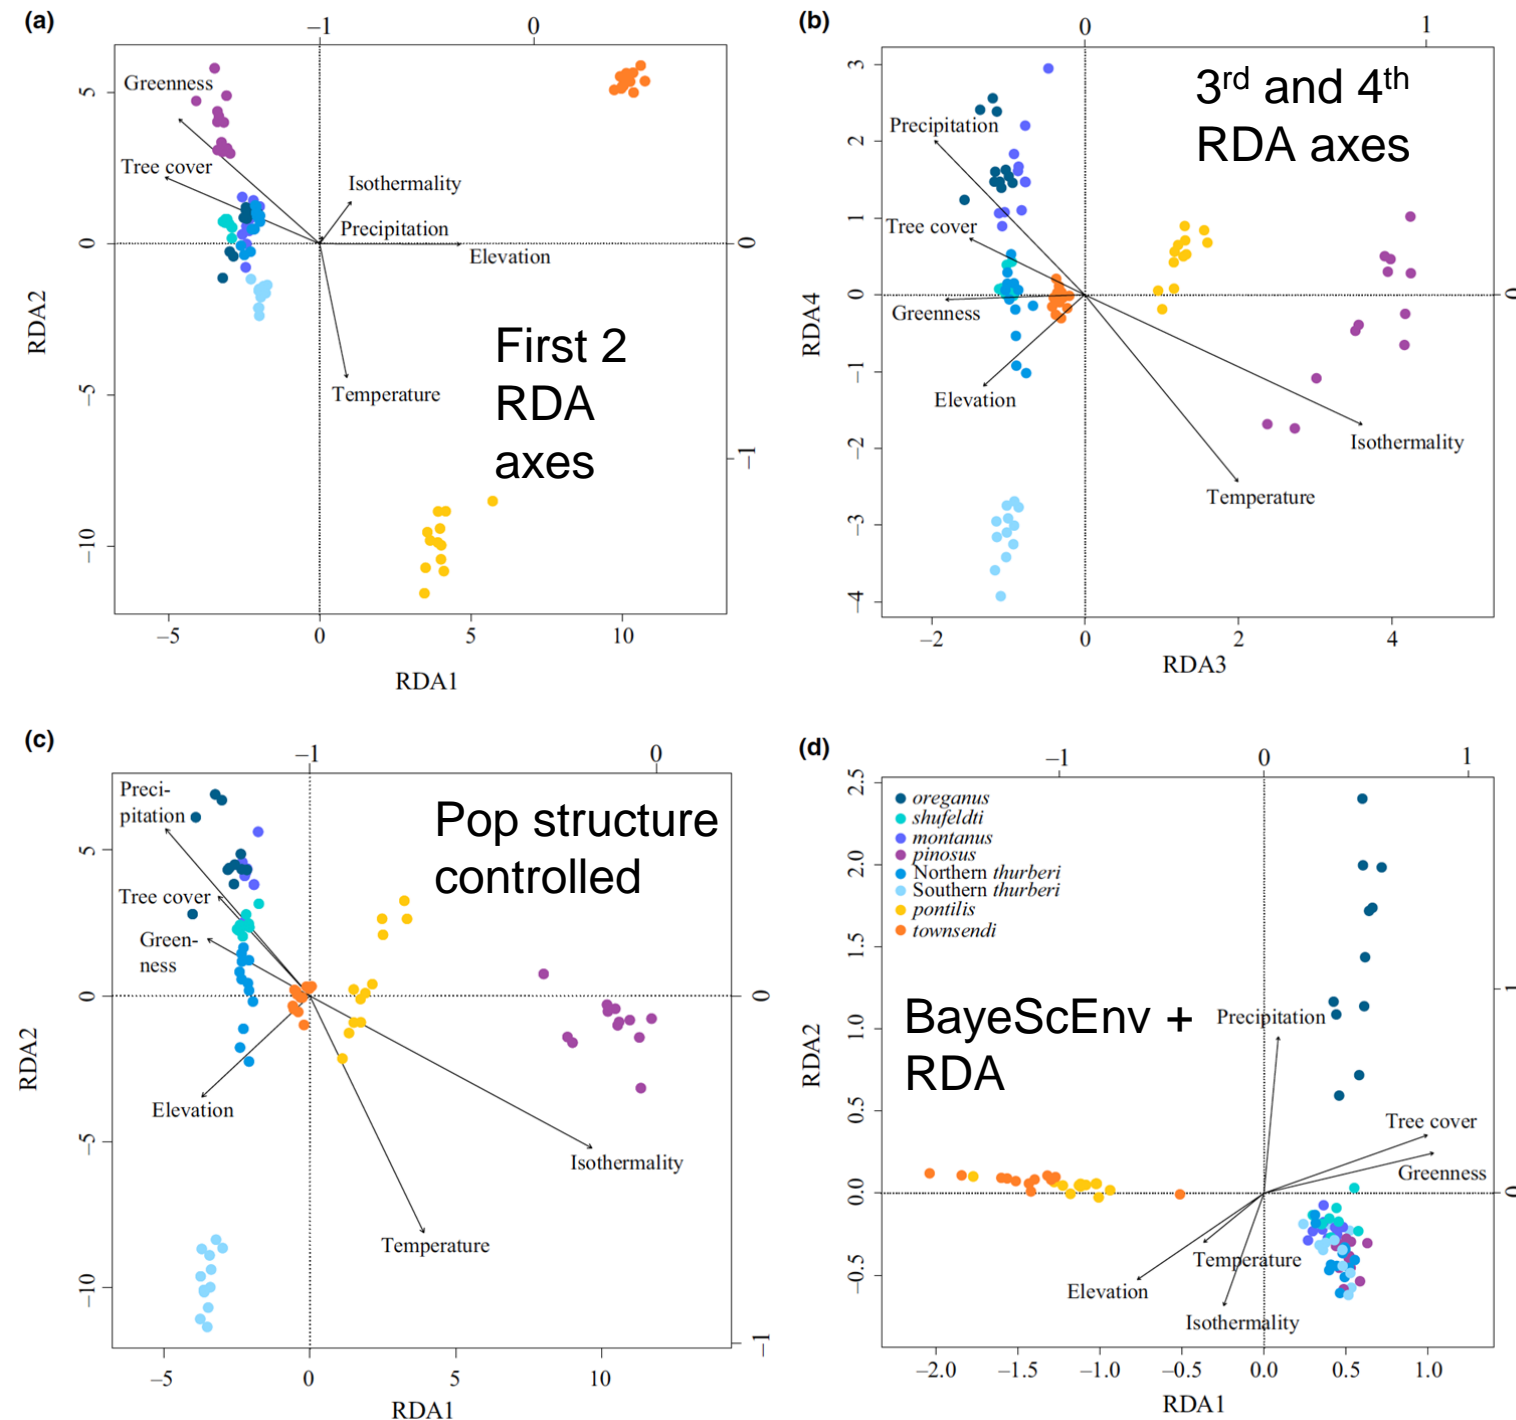 (a)
−1
0
Greenness
Tree cover
Isothermality
Precipitation
Elevation
Temperature
First 2
RDA
axes
5
0
−5
−10
RDA2
0
−1
−5
0
5
10
RDA1
(b)
0
1
3rd and 4th
RDA axes
Precipitation
Tree cover
Greenness
Elevation
Isothermality
Temperature
3
2
1
0
−1
−2
−3
−4
RDA4
0
−2
0
2
4
RDA3
(c)
−1
0
Preci-
pitation
Tree cover
Green-
ness
Elevation
Isothermality
Temperature
Pop structure
controlled
5
0
−5
−10
RDA2
0
−1
−5
0
5
10
RDA1
(d)
−1
0
1
oreganus
shufeldti
montanus
pinosus
Northern thurberi
Southern thurberi
pontilis
townsendi
BayeScEnv +
RDA
Precipitation
Tree cover
Greenness
Temperature
Elevation
Isothermality
2.5
2.0
1.5
1.0
0.5
0.0
−0.5
RDA2
1
0
−2.0
−1.5
−1.0
−0.5
0.0
0.5
1.0
RDA1